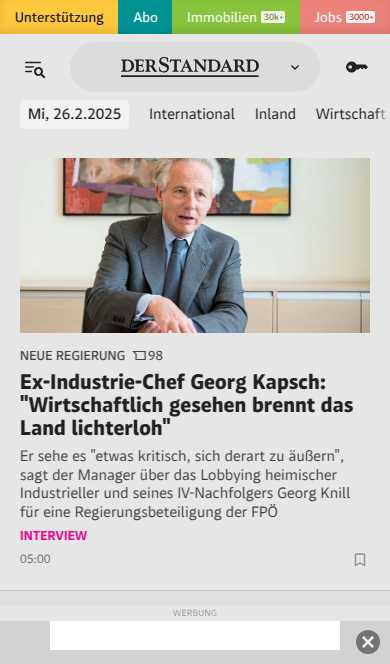 Unterstützung Abo Immobilien 30k+ Jobs 3000+
DERSTANDARD
Mi, 26.2.2025 International Inland Wirtschaft
NEUE REGIERUNG 98
Ex-Industrie-Chef Georg Kapsch:
"Wirtschaftlich gesehen brennt das
Land lichterloh"
Er sehe es "etwas kritisch, sich derart zu äußern",
sagt der Manager über das Lobbying heimischer
Industrieller und seines IV-Nachfolgers Georg Knill
für eine Regierungsbeteiligung der FPÖ
INTERVIEW
05:00
WERBUNG